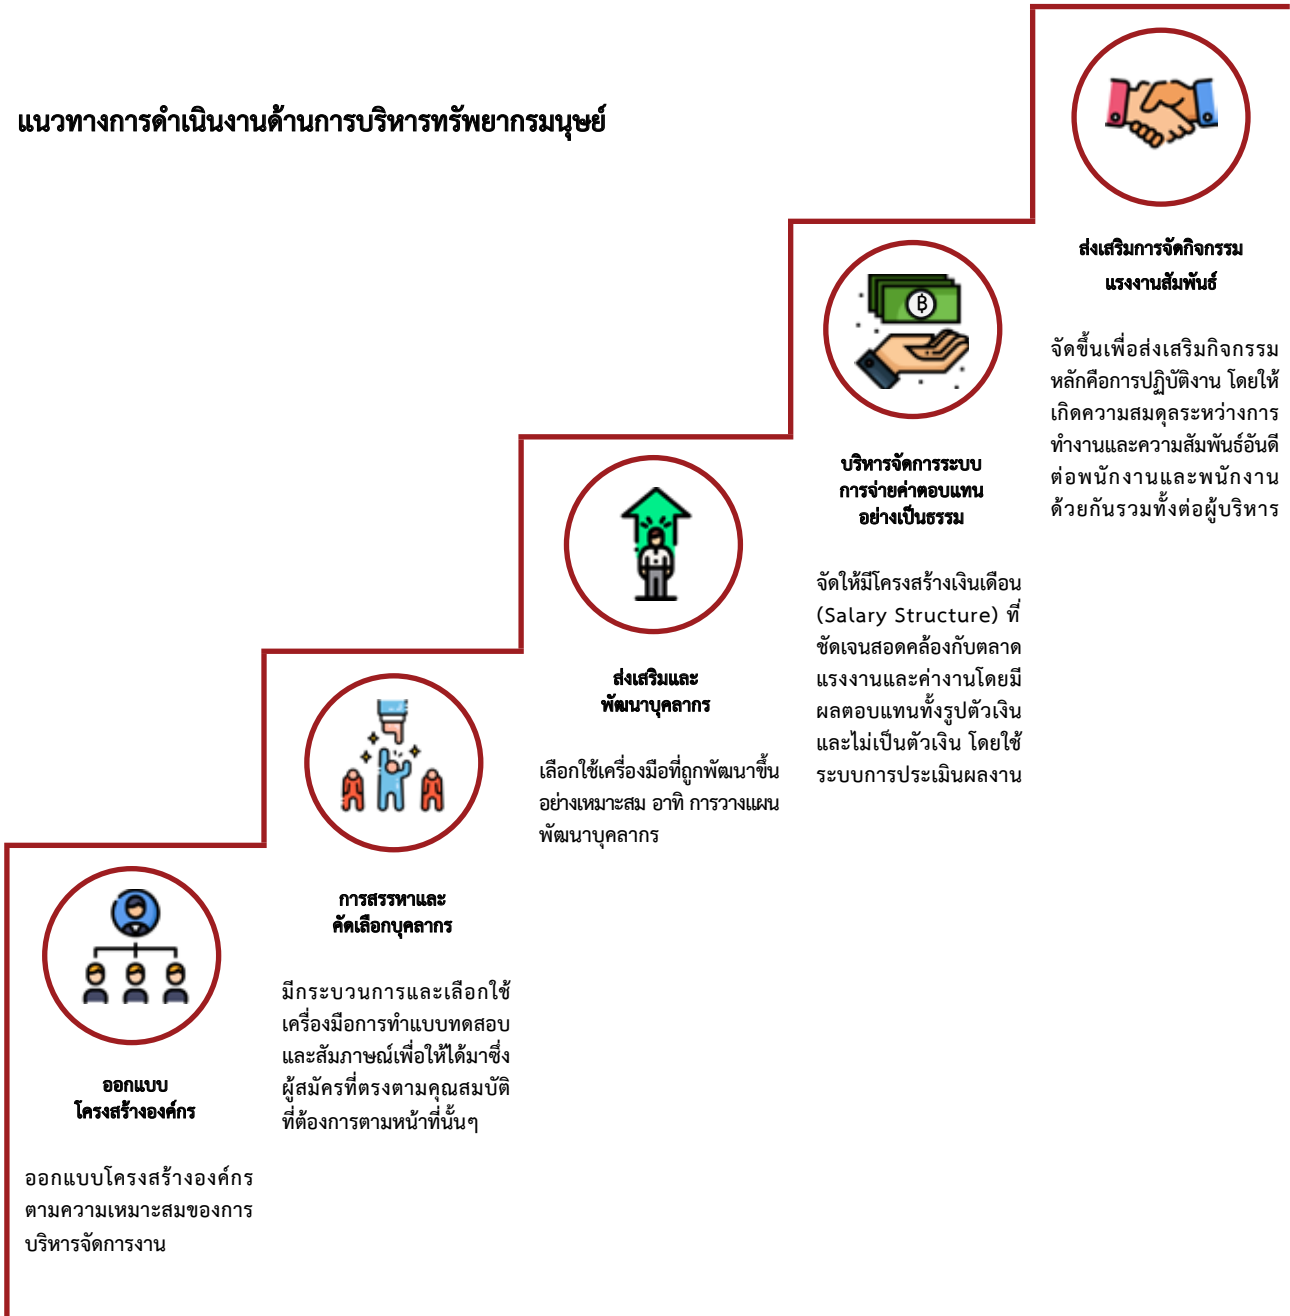 แนวทางการดำเนินงานด้านการบริหารทรัพยากรมนุษย์
ออกแบบ
โครงสร้างองค์กร
ออกแบบโครงสร้างองค์กร
ตามความเหมาะสมของการ
บริหารจัดการงาน
การสรรหาและ
คัดเลือกบุคลากร
มีกระบวนการและเลือกใช้
เครื่องมือการทำแบบทดสอบ
และสัมภาษณ์เพื่อให้ได้มาซึ่ง
ผู้สมัครที่ตรงตามคุณสมบัติ
ที่ต้องการตามหน้าที่นั้นๆ
ส่งเสริมและ
พัฒนาบุคลากร
เลือกใช้เครื่องมือที่ถูกพัฒนาขึ้น
อย่างเหมาะสม อาทิ การวางแผน
พัฒนาบุคลากร
บริหารจัดการระบบ
การจ่ายค่าตอบแทน
อย่างเป็นธรรม
จัดให้มีโครงสร้างเงินเดือน
(Salary Structure) ที่
ชัดเจนสอดคล้องกับตลาด
แรงงานและค่างานโดยมี
ผลตอบแทนทั้งรูปตัวเงิน
และไม่เป็นตัวเงิน โดยใช้
ระบบการประเมินผลงาน
ส่งเสริมการจัดกิจกรรม
แรงงานสัมพันธ์
จัดขึ้นเพื่อส่งเสริมกิจกรรม
หลักคือการปฏิบัติงาน โดยให้
เกิดความสมดุลระหว่างการ
ทำงานและความสัมพันธ์อันดี
ต่อพนักงานและพนักงาน
ด้วยกันรวมทั้งต่อผู้บริหาร